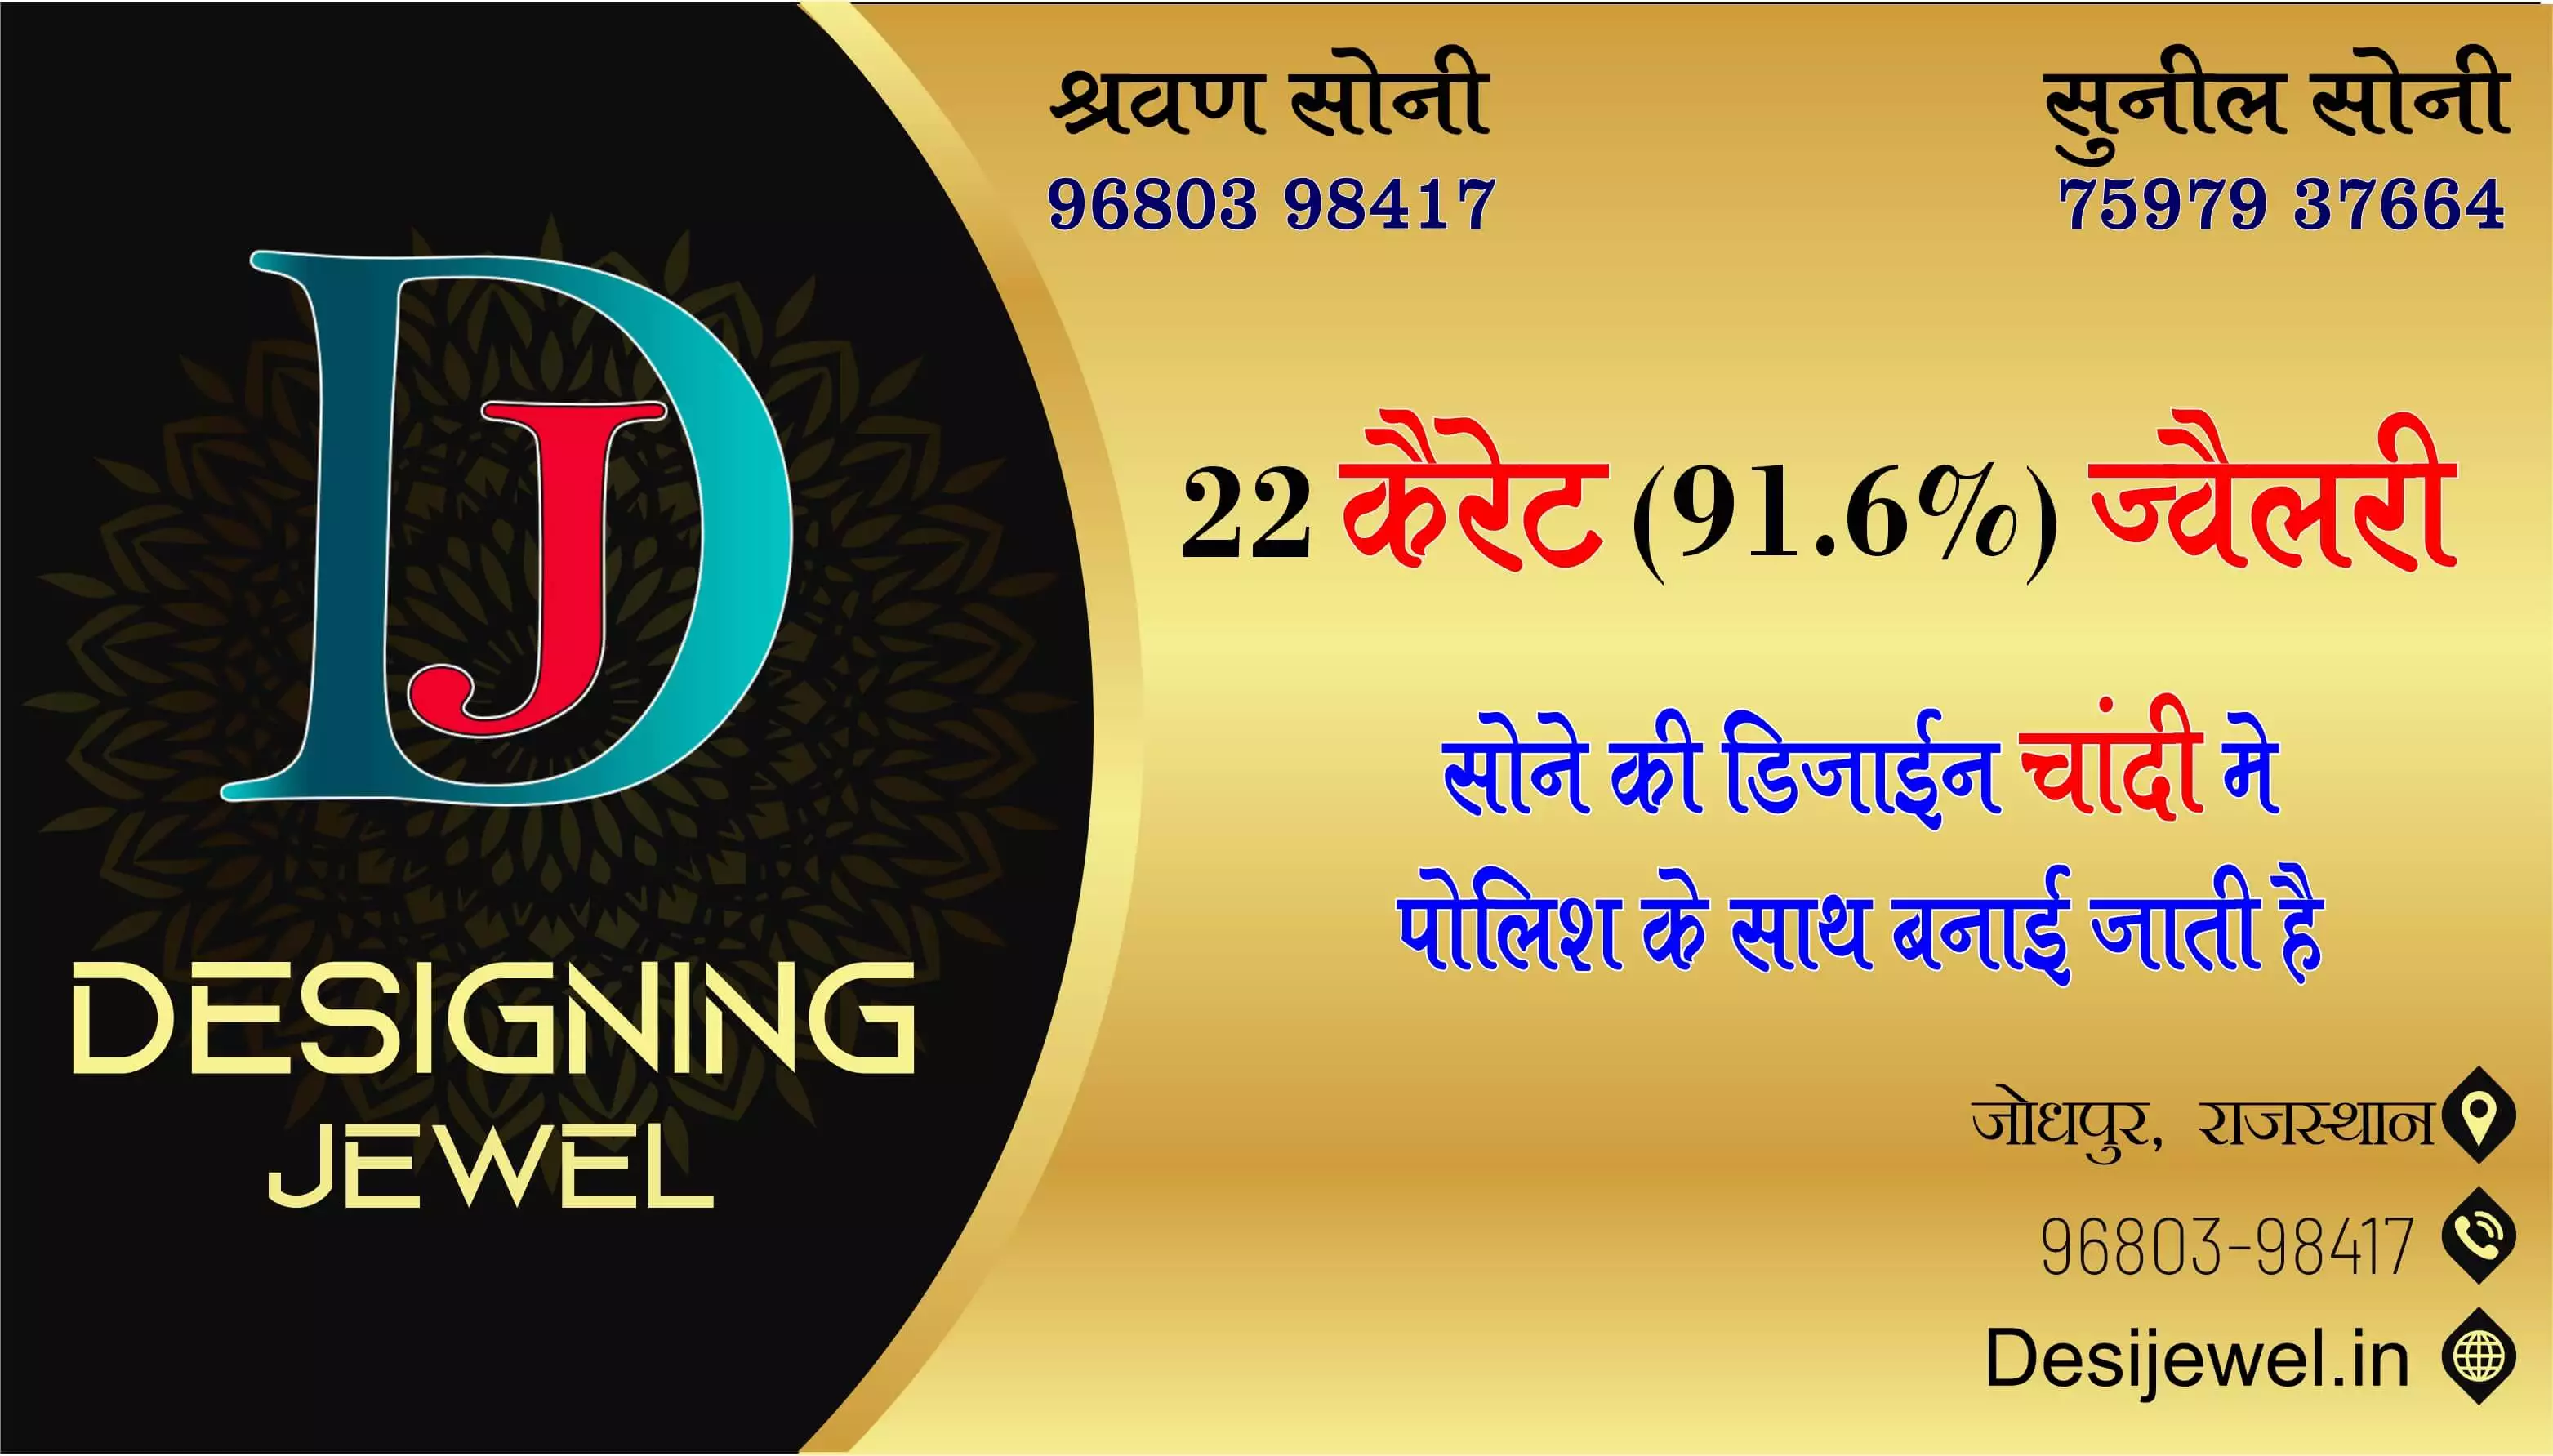 DJ
DESIGNING
JEWEL
श्रवण सोनी
96803 98417
सुनील सोनी
75979 37664
22 कैरेट (91.6%) ज्वैलरी
सोने की डिजाईन चांदी मे
पोलिश के साथ बनाई जाती है
जोधपुर, राजस्थान
96803-98417
Desijewel.in